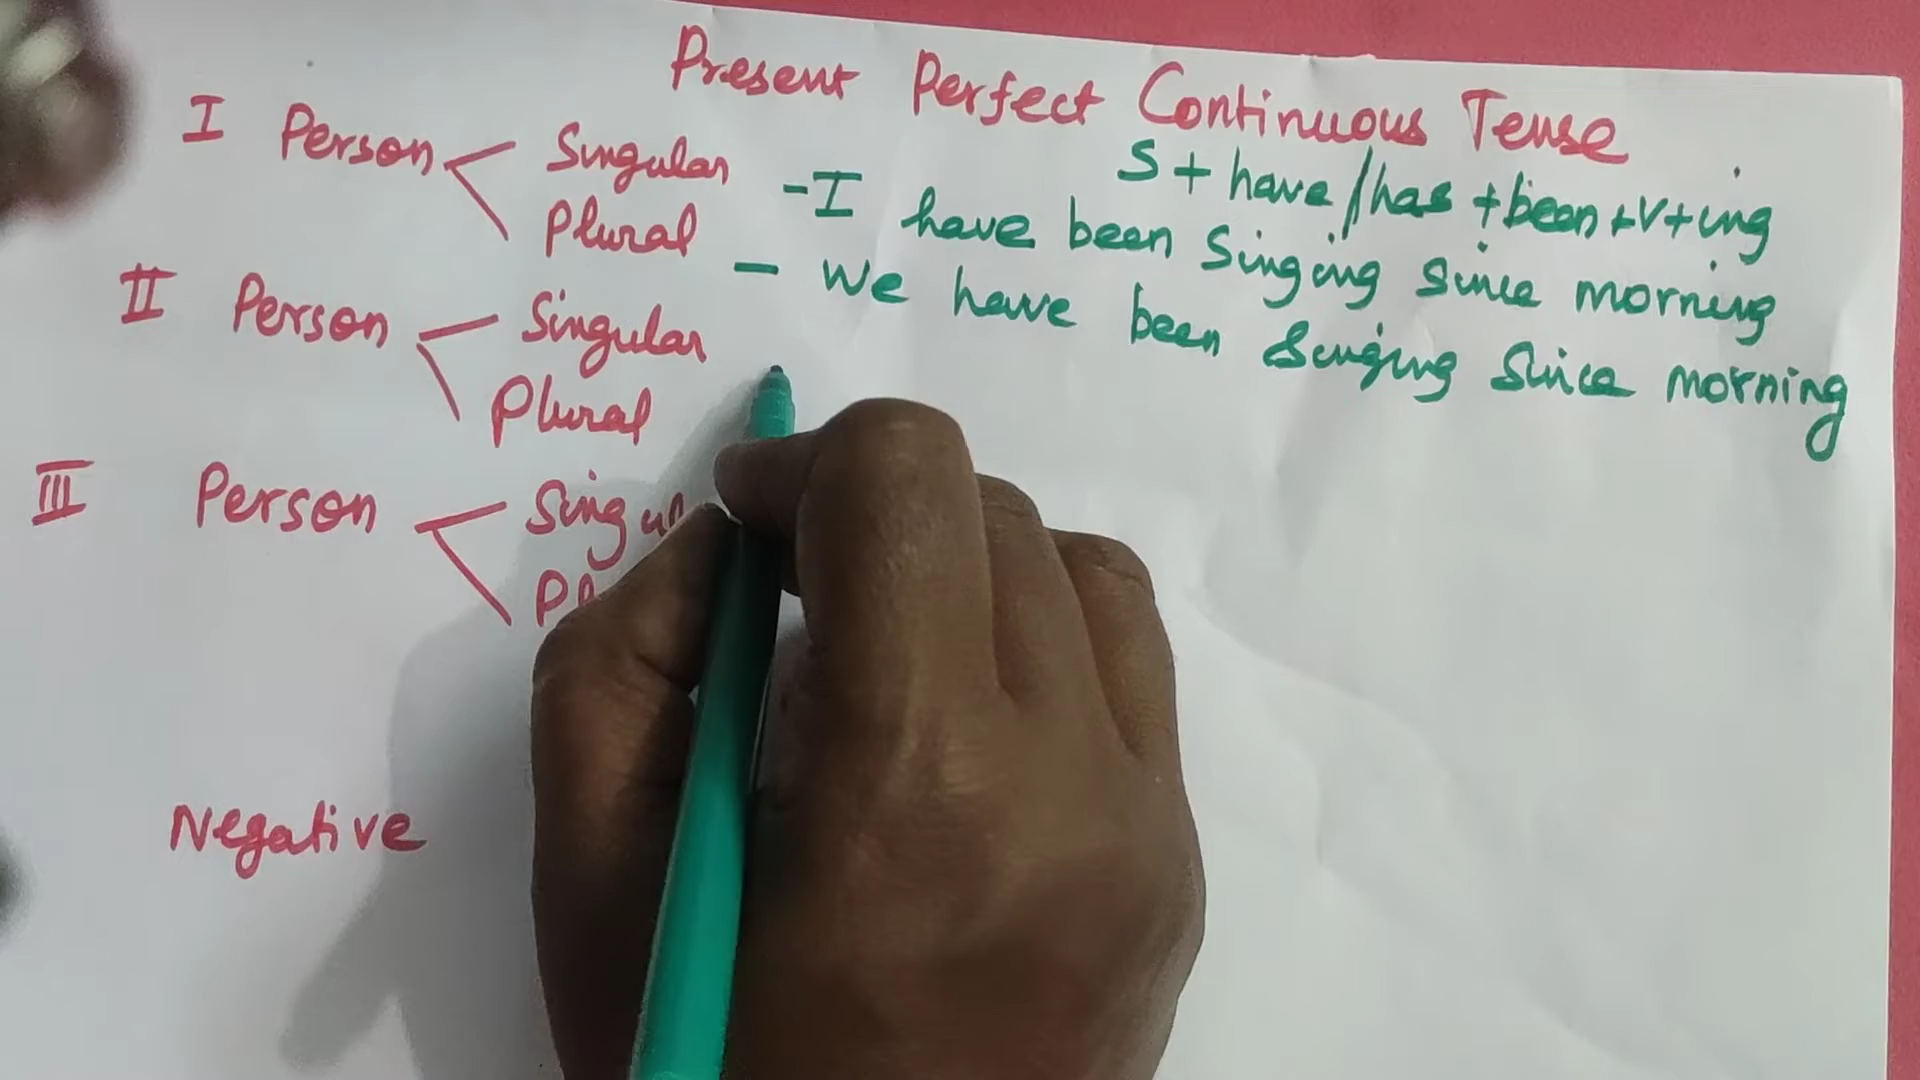 Present Perfect Continuous Tense
S + have/has + been + V + ing
I Person Singular - I have been singing since morning
Plural - We have been singing since morning
II Person Singular
Plural
III Person
Negative